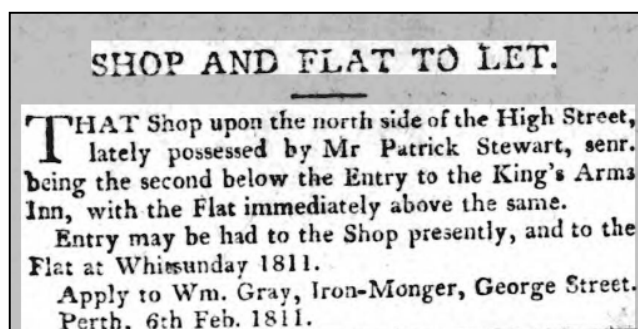 SHOP AND FLAT TO LET.
THAT Shop upon the north side of the High Street,
lately possessed by Mr Patrick Stewart, senr.
being the second below the Entry to the King's Arms
Inn, with the Flat immediately above the same.
Entry may be had to the Shop presently, and to the
Flat at Whitsunday 1811.
Apply to Wm. Gray, Iron-Monger, George Street.
Perth, 6th Feb. 1811.